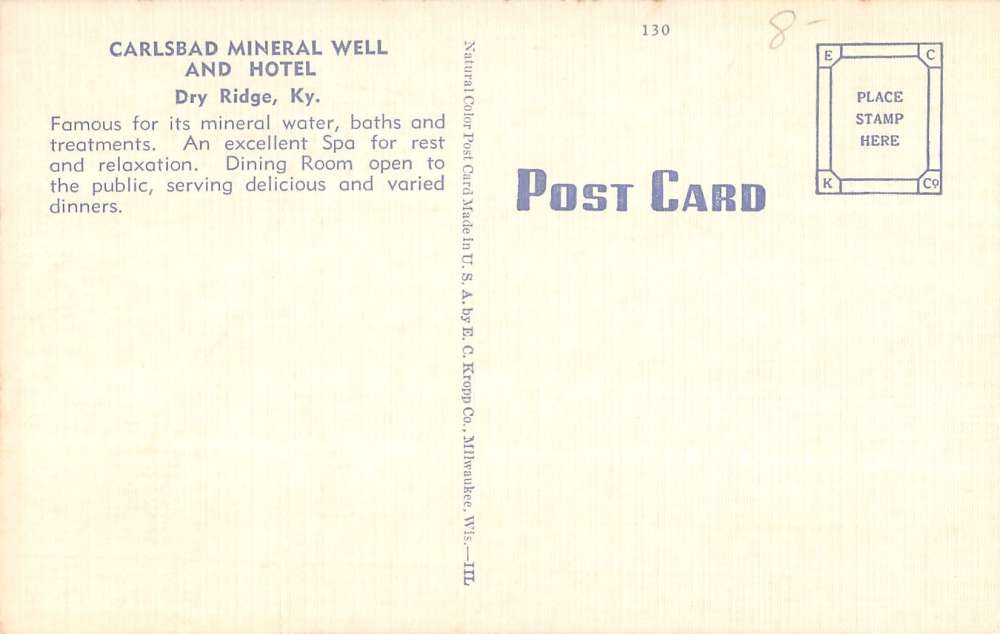 CARLSBAD MINERAL WELL
AND HOTEL
Dry Ridge, Ky.
Famous for its mineral water, baths and
treatments. An excellent Spa for rest
and relaxation. Dining Room open to
the public, serving delicious and varied
dinners.
Natural Color Post Card Made in U. S. A. by E. C. Kropp Co., Milwaukee, Wis.—IIL
130
8-
POST CARD
E C
PLACE
STAMP
HERE
K Co